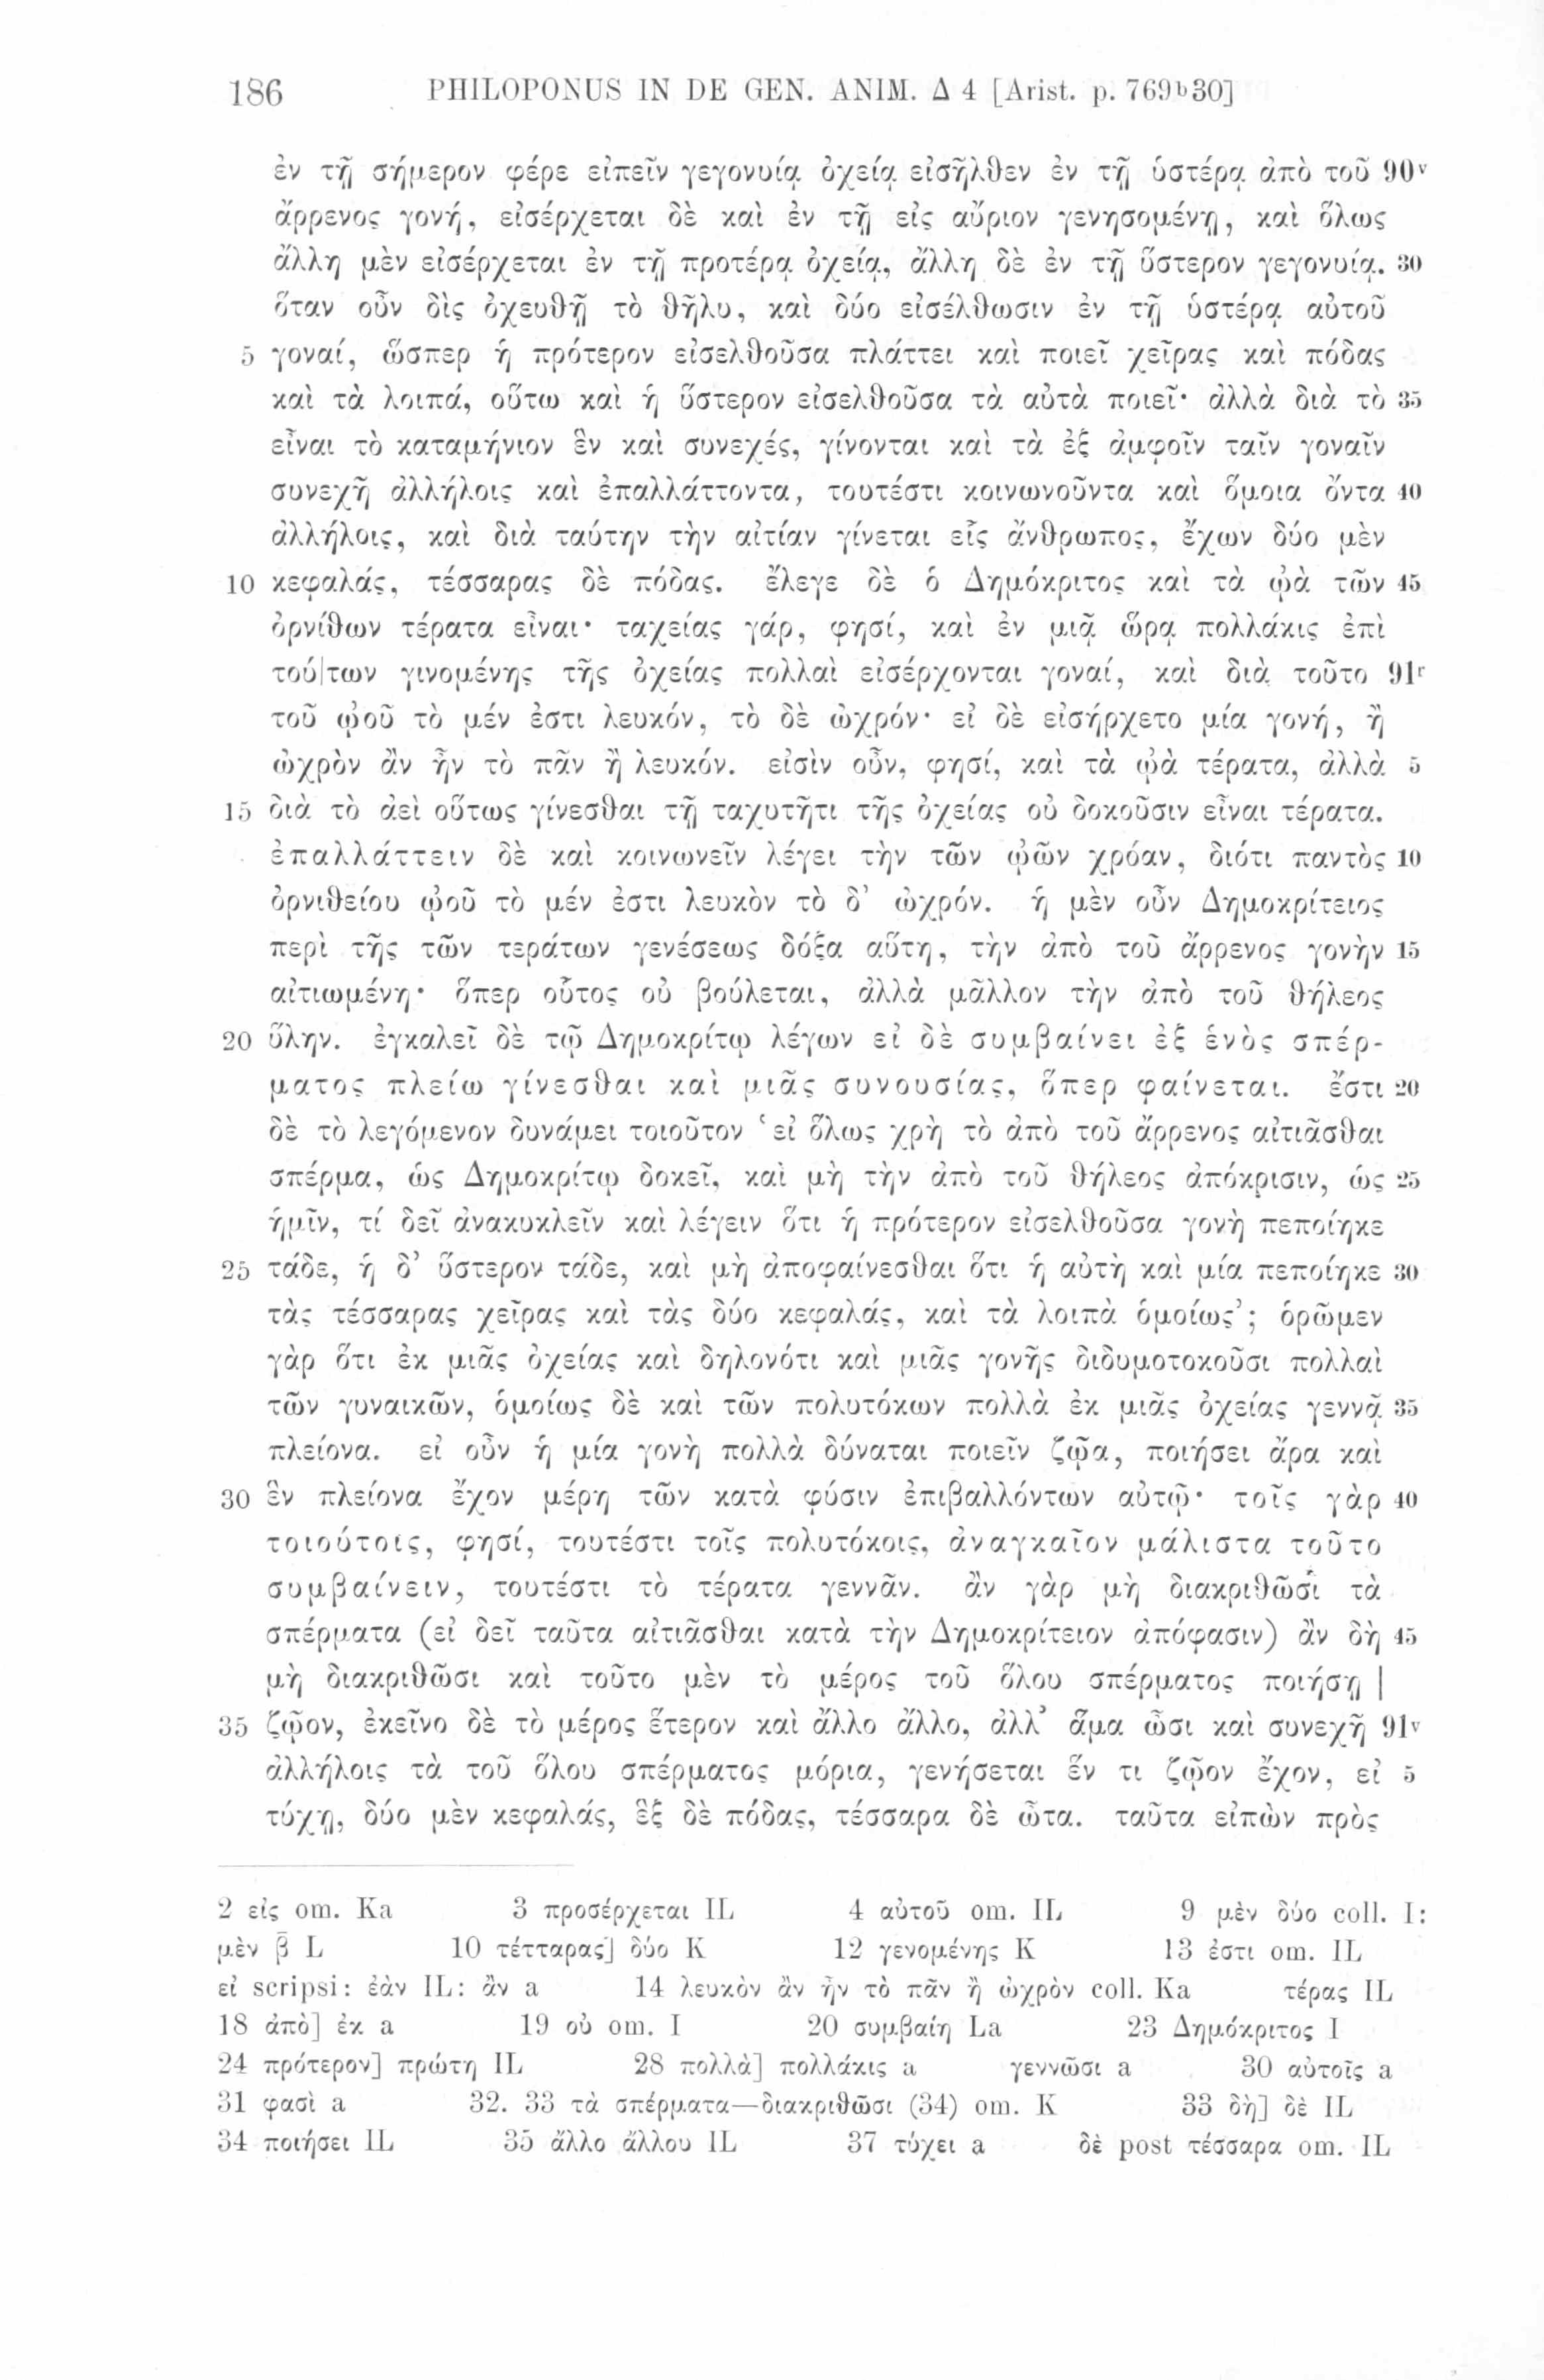 186 PHILOPONUS IN DE GEN. ANIM. Δ 4 [Arist. p. 769ᵇ30]
ἐν τῇ σήμερον φέρε εἰπεῖν γεγονυίᾳ ὀχείᾳ εἰσῆλθεν ἐν τῇ ὑστέρᾳ ἀπὸ τοῦ 90ᵛ
ἄρρενος γονή, εἰσέρχεται δὲ καὶ ἐν τῇ εἰς αὔριον γενησομένῃ, καὶ ὅλως
ἄλλη μὲν εἰσέρχεται ἐν τῇ προτέρᾳ ὀχείᾳ, ἄλλη δὲ ἐν τῇ ὕστερον γεγονυίᾳ. 30
ὅταν οὖν δὶς ὀχευθῇ τὸ θῆλυ, καὶ δύο εἰσέλθωσιν ἐν τῇ ὑστέρᾳ αὐτοῦ
5 γοναί, ὥσπερ ἡ πρότερον εἰσελθοῦσα πλάττει καὶ ποιεῖ χεῖρας καὶ πόδας
καὶ τὰ λοιπά, οὕτω καὶ ἡ ὕστερον εἰσελθοῦσα τὰ αὐτὰ ποιεῖ· ἀλλὰ διὰ τὸ 35
εἶναι τὸ καταμήνιον ἓν καὶ συνεχές, γίνονται καὶ τὰ ἐξ ἀμφοῖν ταῖν γοναῖν
συνεχῆ ἀλλήλοις καὶ ἐπαλλάττοντα, τουτέστι κοινωνοῦντα καὶ ὅμοια ὄντα 40
ἀλλήλοις, καὶ διὰ ταύτην τὴν αἰτίαν γίνεται εἷς ἄνθρωπος, ἔχων δύο μὲν
10 κεφαλάς, τέσσαρας δὲ πόδας. ἔλεγε δὲ ὁ Δημόκριτος καὶ τὰ ᾠὰ τῶν 45
ὀρνίθων τέρατα εἶναι· ταχείας γάρ, φησί, καὶ ἐν μιᾷ ὥρᾳ πολλάκις ἐπὶ
τού|των γινομένης τῆς ὀχείας πολλαὶ εἰσέρχονται γοναί, καὶ διὰ τοῦτο 91ʳ
τοῦ ᾠοῦ τὸ μέν ἐστι λευκόν, τὸ δὲ ὠχρόν· εἰ δὲ εἰσήρχετο μία γονή, ἢ
ὠχρὸν ἂν ἦν τὸ πᾶν ἢ λευκόν. εἰσὶν οὖν, φησί, καὶ τὰ ᾠὰ τέρατα, ἀλλὰ 5
15 διὰ τὸ ἀεὶ οὕτως γίνεσθαι τῇ ταχυτῆτι τῆς ὀχείας οὐ δοκοῦσιν εἶναι τέρατα.
ἐπαλλάττειν δὲ καὶ κοινωνεῖν λέγει τὴν τῶν ᾠῶν χρόαν, διότι παντὸς 10
ὀρνιθείου ᾠοῦ τὸ μέν ἐστι λευκὸν τὸ δ’ ὠχρόν. ἡ μὲν οὖν Δημοκρίτειος
περὶ τῆς τῶν τεράτων γενέσεως δόξα αὕτη, τὴν ἀπὸ τοῦ ἄρρενος γονὴν 15
αἰτιωμένη· ὅπερ οὗτος οὐ βούλεται, ἀλλὰ μᾶλλον τὴν ἀπὸ τοῦ θήλεος
20 ὕλην. ἐγκαλεῖ δὲ τῷ Δημοκρίτῳ λέγων εἰ δὲ συμβαίνει ἐξ ἑνὸς σπέρ-
ματος πλείω γίνεσθαι καὶ μιᾶς συνουσίας, ὅπερ φαίνεται. ἔστι 20
δὲ τὸ λεγόμενον δυνάμει τοιοῦτον ‘εἰ ὅλως χρὴ τὸ ἀπὸ τοῦ ἄρρενος αἰτιᾶσθαι
σπέρμα, ὡς Δημοκρίτῳ δοκεῖ, καὶ μὴ τὴν ἀπὸ τοῦ θήλεος ἀπόκρισιν, ὡς 25
ἡμῖν, τί δεῖ ἀνακυκλεῖν καὶ λέγειν ὅτι ἡ πρότερον εἰσελθοῦσα γονὴ πεποίηκε
25 τάδε, ἡ δ’ ὕστερον τάδε, καὶ μὴ ἀποφαίνεσθαι ὅτι ἡ αὐτὴ καὶ μία πεποίηκε 30
τὰς τέσσαρας χεῖρας καὶ τὰς δύο κεφαλάς, καὶ τὰ λοιπὰ ὁμοίως’; ὁρῶμεν
γὰρ ὅτι ἐκ μιᾶς ὀχείας καὶ δηλονότι καὶ μιᾶς γονῆς διδυμοτοκοῦσι πολλαὶ
τῶν γυναικῶν, ὁμοίως δὲ καὶ τῶν πολυτόκων πολλὰ ἐκ μιᾶς ὀχείας γεννᾷ 35
πλείονα. εἰ οὖν ἡ μία γονὴ πολλὰ δύναται ποιεῖν ζῷα, ποιήσει ἄρα καὶ
30 ἓν πλείονα ἔχον μέρη τῶν κατὰ φύσιν ἐπιβαλλόντων αὐτῷ· τοῖς γὰρ 40
τοιούτοις, φησί, τουτέστι τοῖς πολυτόκοις, ἀναγκαῖον μάλιστα τοῦτο
συμβαίνειν, τουτέστι τὸ τέρατα γεννᾶν. ἂν γὰρ μὴ διακριθῶσι τὰ
σπέρματα (εἰ δεῖ ταῦτα αἰτιᾶσθαι κατὰ τὴν Δημοκρίτειον ἀπόφασιν) ἂν δὴ 45
μὴ διακριθῶσι καὶ τοῦτο μὲν τὸ μέρος τοῦ ὅλου σπέρματος ποιήσῃ |
35 ζῷον, ἐκεῖνο δὲ τὸ μέρος ἕτερον καὶ ἄλλο ἄλλο, ἀλλ’ ἅμα ὦσι καὶ συνεχῆ 91ᵛ
ἀλλήλοις τὰ τοῦ ὅλου σπέρματος μόρια, γενήσεται ἕν τι ζῷον ἔχον, εἰ 5
τύχῃ, δύο μὲν κεφαλάς, ἓξ δὲ πόδας, τέσσαρα δὲ ὦτα. ταῦτα εἰπὼν πρὸς
2 εἰς om. Ka 3 προσέρχεται IL 4 αὐτοῦ om. IL 9 μὲν δύο coll. I:
μὲν β̄ L 10 τέτταρας] δύο K 12 γενομένης K 13 ἐστι om. IL
εἰ scripsi: ἐὰν IL: ἂν a 14 λευκὸν ἂν ἦν τὸ πᾶν ἢ ὠχρὸν coll. Ka τέρας IL
18 ἀπὸ] ἐκ a 19 οὐ om. I 20 συμβαίη La 23 Δημόκριτος I
24 πρότερον] πρώτη IL 28 πολλὰ] πολλάκις a γεννῶσι a 30 αὐτοῖς a
31 φασὶ a 32. 33 τὰ σπέρματα—διακριθῶσι (34) om. K 33 δὴ] δὲ IL
34 ποιήσει IL 35 ἄλλο ἄλλου IL 37 τύχει a δὲ post τέσσαρα om. IL